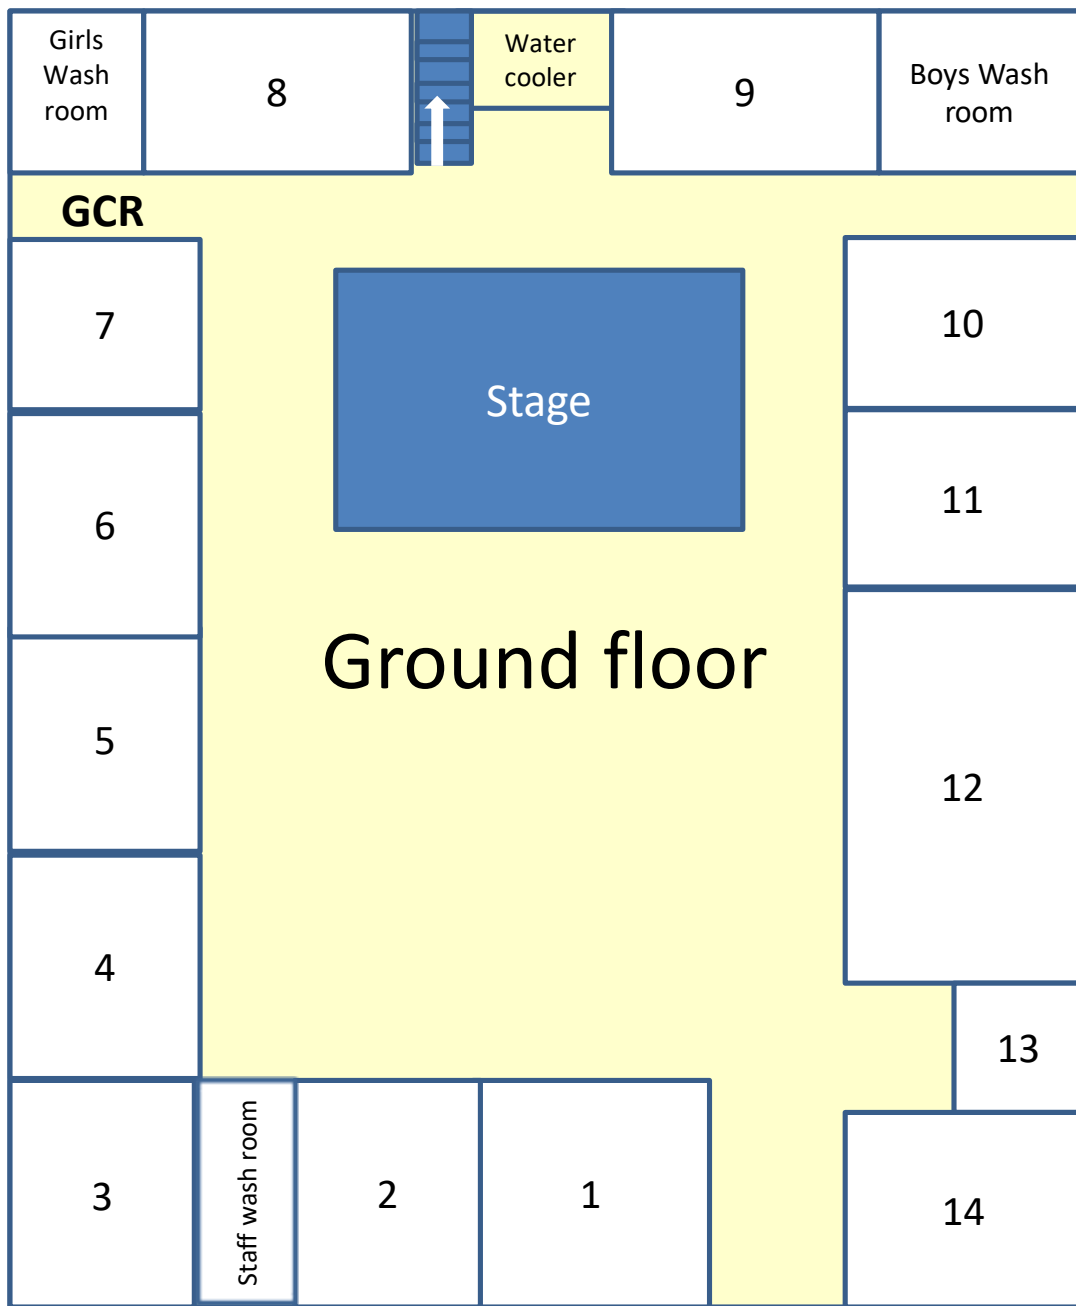 Girls
Wash
room
8
Water
cooler
9
Boys Wash
room
GCR
7
10
Stage
11
6
Ground floor
5
12
4
13
3
Staff wash room
2
1
14